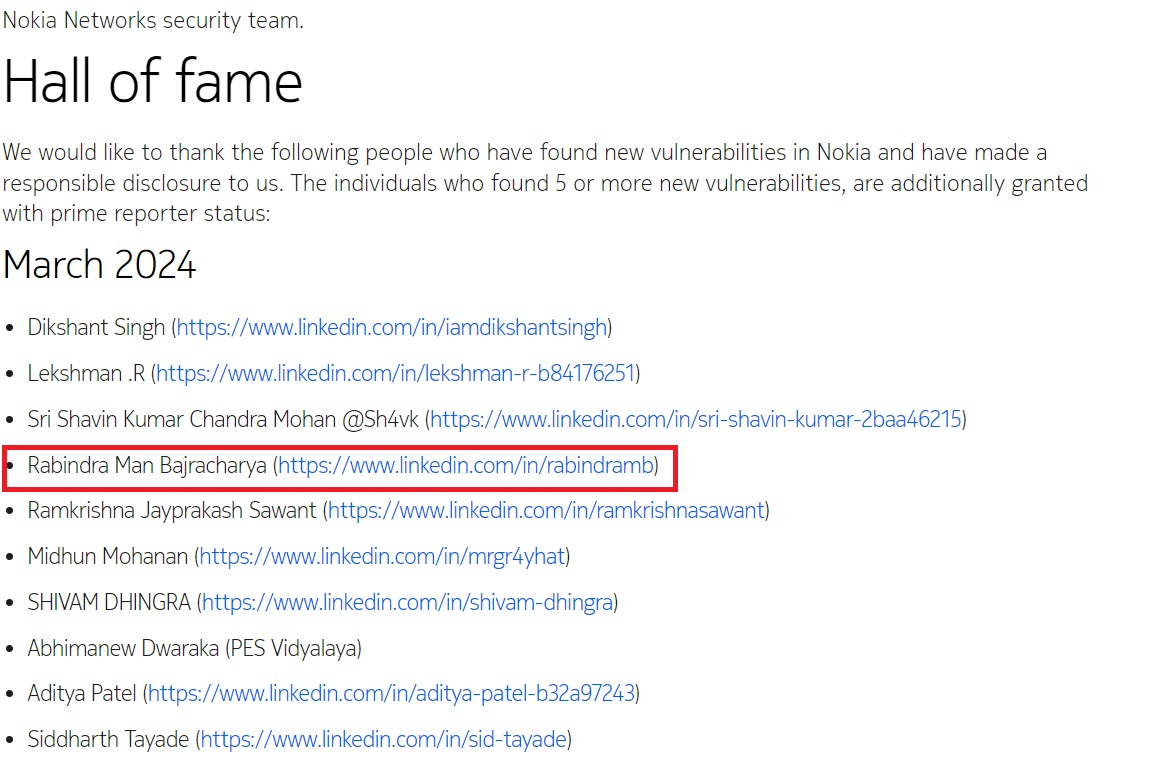 Nokia Networks security team.
Hall of fame
We would like to thank the following people who have found new vulnerabilities in Nokia and have made a
responsible disclosure to us. The individuals who found 5 or more new vulnerabilities, are additionally granted
with prime reporter status:
March 2024
• Dikshant Singh (https://www.linkedin.com/in/iamdikshantsingh)
• Lekshman .R (https://www.linkedin.com/in/lekshman-r-b84176251)
• Sri Shavin Kumar Chandra Mohan @Sh4vk (https://www.linkedin.com/in/sri-shavin-kumar-2baa46215)
• Rabindra Man Bajracharya (https://www.linkedin.com/in/rabindramb)
• Ramkrishna Jayprakash Sawant (https://www.linkedin.com/in/ramkrishnasawant)
• Midhun Mohanan (https://www.linkedin.com/in/mrgr4yhat)
• SHIVAM DHINGRA (https://www.linkedin.com/in/shivam-dhingra)
• Abhimanew Dwaraka (PES Vidyalaya)
• Aditya Patel (https://www.linkedin.com/in/aditya-patel-b32a97243)
• Siddharth Tayade (https://www.linkedin.com/in/sid-tayade)